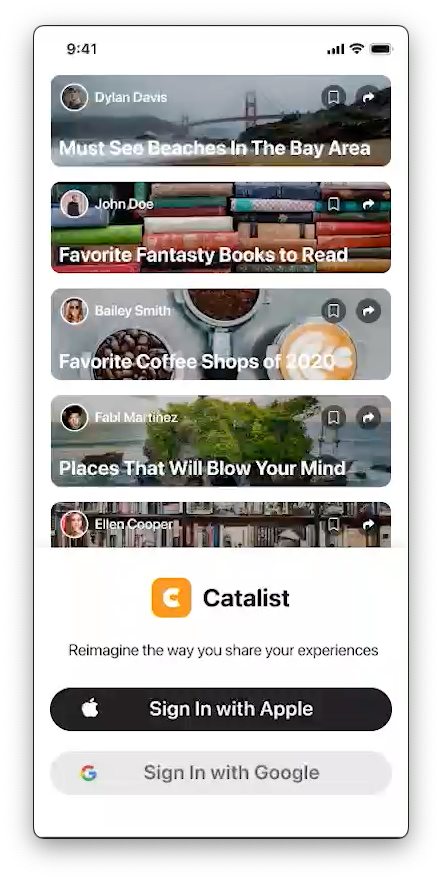 9:41
Dylan Davis
Must See Beaches In The Bay Area
John Doe
Favorite Fantasty Books to Read
Bailey Smith
Favorite Coffee Shops of 2020
Fabi Martinez
Places That Will Blow Your Mind
Ellen Cooper
Catalist
Reimagine the way you share your experiences
Sign In with Apple
Sign In with Google